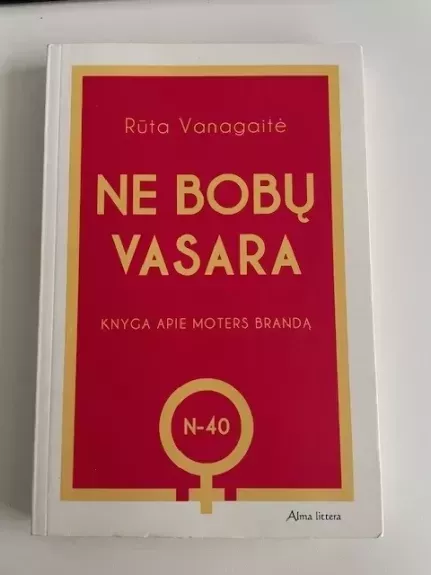 Rūta Vanagaitė
NE BOBŲ
VASARA
KNYGA APIE MOTERS BRANDĄ
N-40
Alma littera